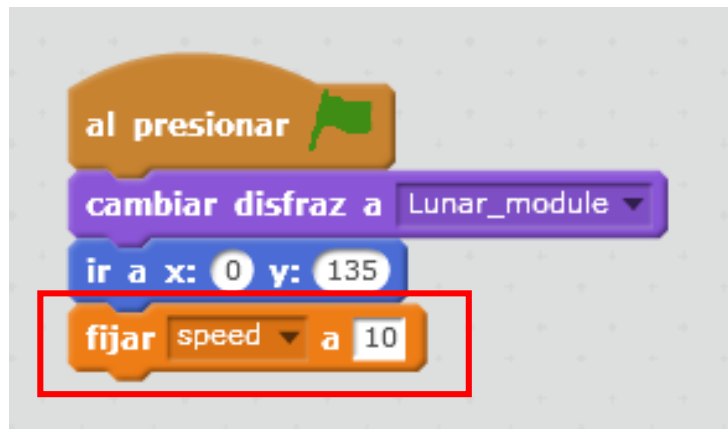 al presionar
cambiar disfraz a Lunar_module
ir a x: 0 y: 135
fijar speed a 10